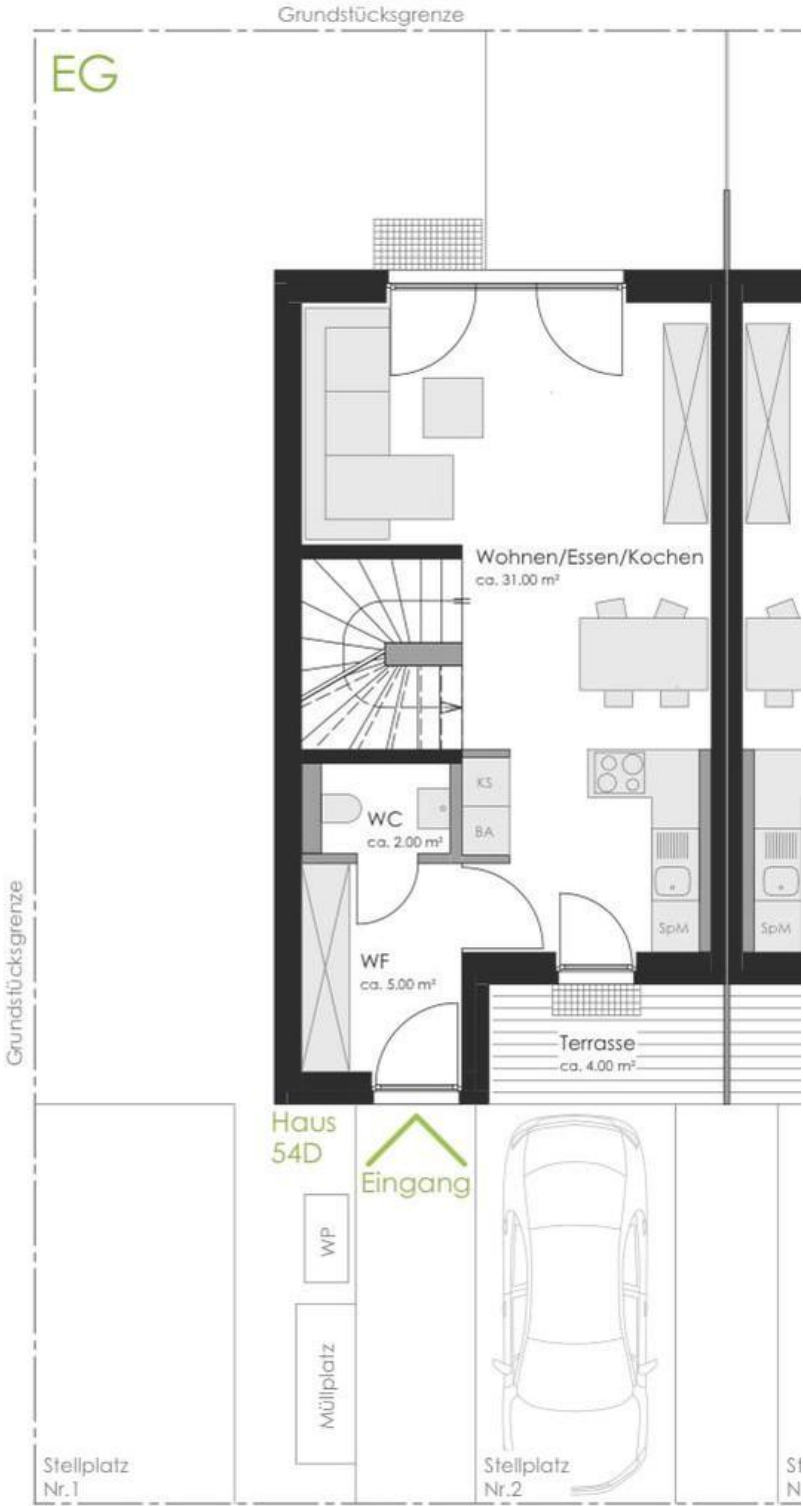 Grundstücksgrenze
EG
Wohnen/Essen/Kochen
ca. 31.00 m²
KS
WC
ca. 2.00 m²
BA
SpM
SpM
WF
ca. 5.00 m²
Grundstücksgrenze
Terrasse
ca. 4.00 m²
Haus
54D
Eingang
WP
Müllplatz
Stellplatz
Nr.1
Stellplatz
Nr.2
St
N